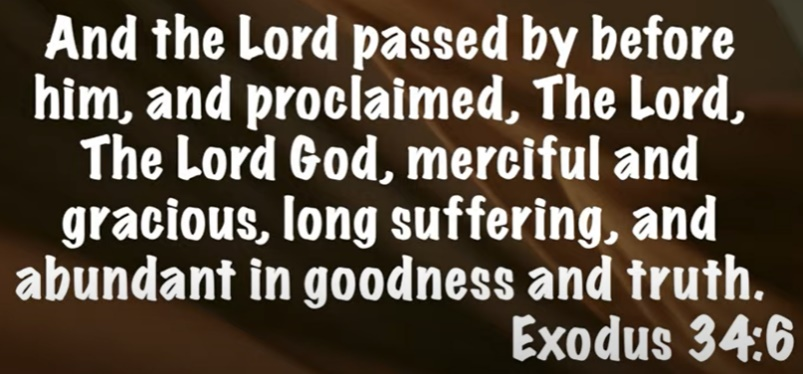 And the Lord passed by before
him, and proclaimed, The Lord,
The Lord God, merciful and
gracious, long suffering, and
abundant in goodness and truth.
Exodus 34:6